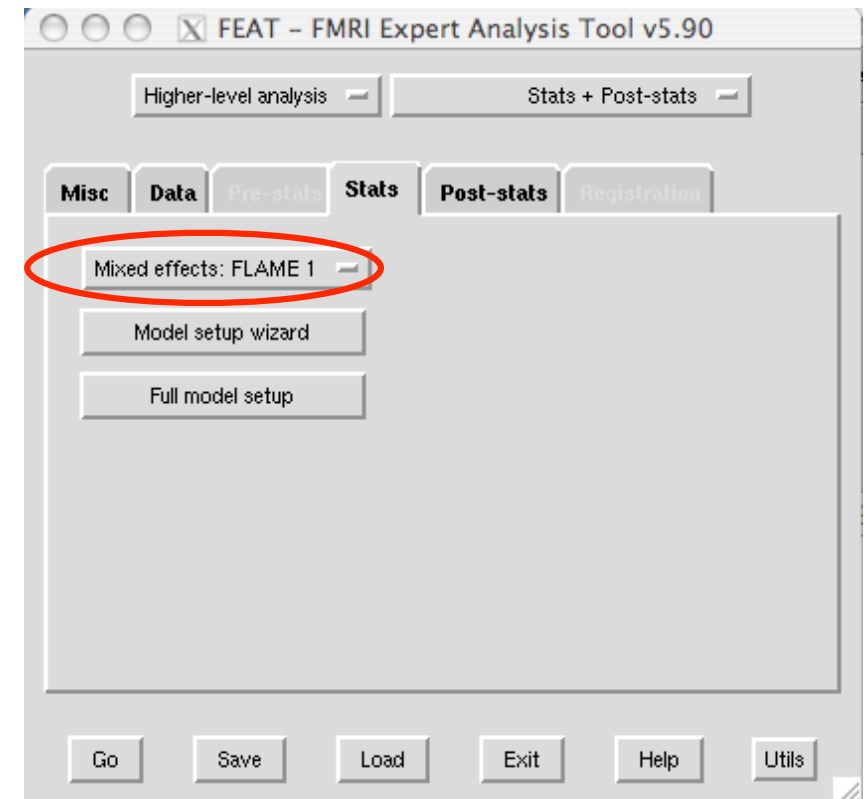 X FEAT – FMRI Expert Analysis Tool v5.90
Higher-level analysis Stats + Post-stats
Misc Data Pre-stats Stats Post-stats Registration
Mixed effects: FLAME 1
Model setup wizard
Full model setup
Go Save Load Exit Help Utils